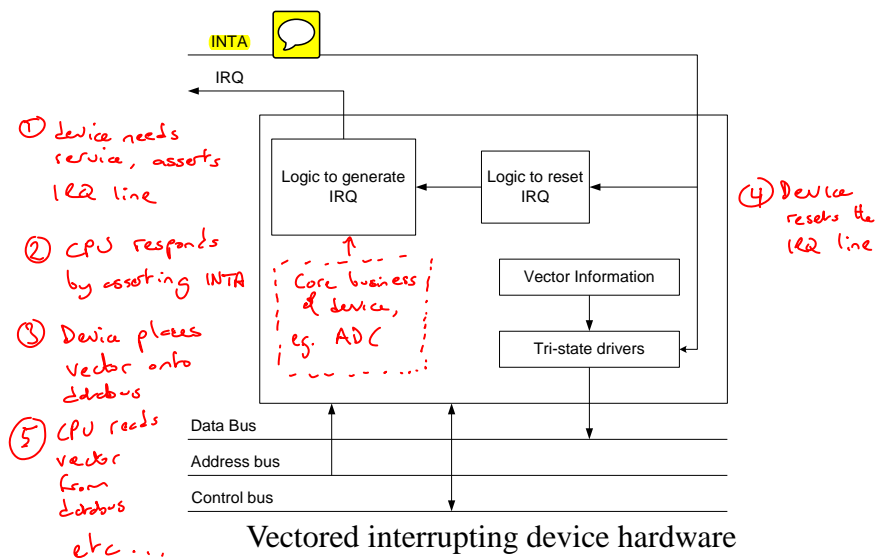 INTA
IRQ
① device needs
service, asserts
IRQ line
② CPU responds
by asserting INTA
③ Device places
vector onto
databus
⑤ CPU reads
vector
from
databus
etc...
Logic to generate
IRQ
Logic to reset
IRQ
④ Device
resets the
IRQ line
Core business
of device,
eg. ADC
Vector Information
Tri-state drivers
Data Bus
Address bus
Control bus
Vectored interrupting device hardware